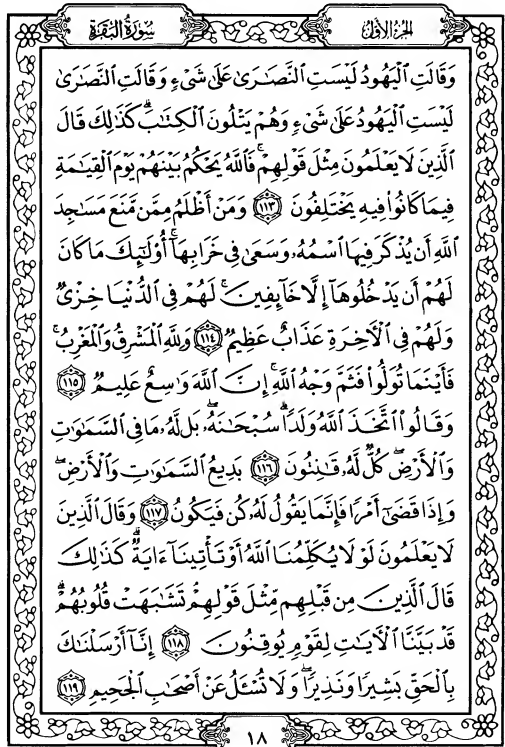 الجزء الأول
سورة البقرة
وَقَالَتِ ٱلْيَهُودُ لَيْسَتِ ٱلنَّصَٰرَىٰ عَلَىٰ شَىْءٍ وَقَالَتِ ٱلنَّصَٰرَىٰ
لَيْسَتِ ٱلْيَهُودُ عَلَىٰ شَىْءٍ وَهُمْ يَتْلُونَ ٱلْكِتَٰبَ ۗ كَذَٰلِكَ قَالَ
ٱلَّذِينَ لَا يَعْلَمُونَ مِثْلَ قَوْلِهِمْ ۚ فَٱللَّهُ يَحْكُمُ بَيْنَهُمْ يَوْمَ ٱلْقِيَٰمَةِ
فِيمَا كَانُوا۟ فِيهِ يَخْتَلِفُونَ ١١٣ وَمَنْ أَظْلَمُ مِمَّن مَّنَعَ مَسَٰجِدَ
ٱللَّهِ أَن يُذْكَرَ فِيهَا ٱسْمُهُۥ وَسَعَىٰ فِى خَرَابِهَآ ۚ أُو۟لَٰٓئِكَ مَا كَانَ
لَهُمْ أَن يَدْخُلُوهَآ إِلَّا خَآئِفِينَ ۚ لَهُمْ فِى ٱلدُّنْيَا خِزْىٌ
وَلَهُمْ فِى ٱلْءَاخِرَةِ عَذَابٌ عَظِيمٌ ١١٤ وَلِلَّهِ ٱلْمَشْرِقُ وَٱلْمَغْرِبُ ۚ
فَأَيْنَمَا تُوَلُّوا۟ فَثَمَّ وَجْهُ ٱللَّهِ ۚ إِنَّ ٱللَّهَ وَٰسِعٌ عَلِيمٌ ١١٥
وَقَالُوا۟ ٱتَّخَذَ ٱللَّهُ وَلَدًا ۗ سُبْحَٰنَهُۥ ۖ بَل لَّهُۥ مَا فِى ٱلسَّمَٰوَٰتِ
وَٱلْأَرْضِ ۖ كُلٌّ لَّهُۥ قَٰنِتُونَ ١١٦ بَدِيعُ ٱلسَّمَٰوَٰتِ وَٱلْأَرْضِ ۖ
وَإِذَا قَضَىٰٓ أَمْرًا فَإِنَّمَا يَقُولُ لَهُۥ كُن فَيَكُونُ ١١٧ وَقَالَ ٱلَّذِينَ
لَا يَعْلَمُونَ لَوْلَا يُكَلِّمُنَا ٱللَّهُ أَوْ تَأْتِينَآ ءَايَةٌ ۗ كَذَٰلِكَ
قَالَ ٱلَّذِينَ مِن قَبْلِهِم مِّثْلَ قَوْلِهِمْ ۘ تَشَٰبَهَتْ قُلُوبُهُمْ ۗ
قَدْ بَيَّنَّا ٱلْءَايَٰتِ لِقَوْمٍ يُوقِنُونَ ١١٨ إِنَّآ أَرْسَلْنَٰكَ
بِٱلْحَقِّ بَشِيرًا وَنَذِيرًا ۖ وَلَا تُسْـَٔلُ عَنْ أَصْحَٰبِ ٱلْجَحِيمِ ١١٩
١٨